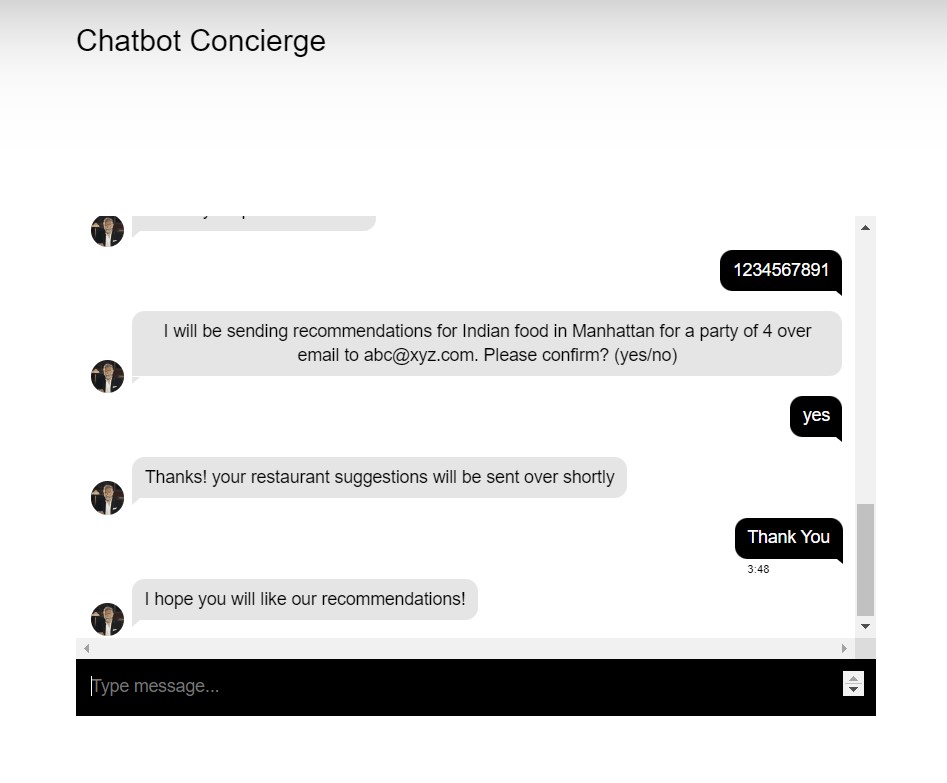 Chatbot Concierge
1234567891
I will be sending recommendations for Indian food in Manhattan for a party of 4 over
email to abc@xyz.com. Please confirm? (yes/no)
yes
Thanks! your restaurant suggestions will be sent over shortly
Thank You
3:48
I hope you will like our recommendations!
Type message...